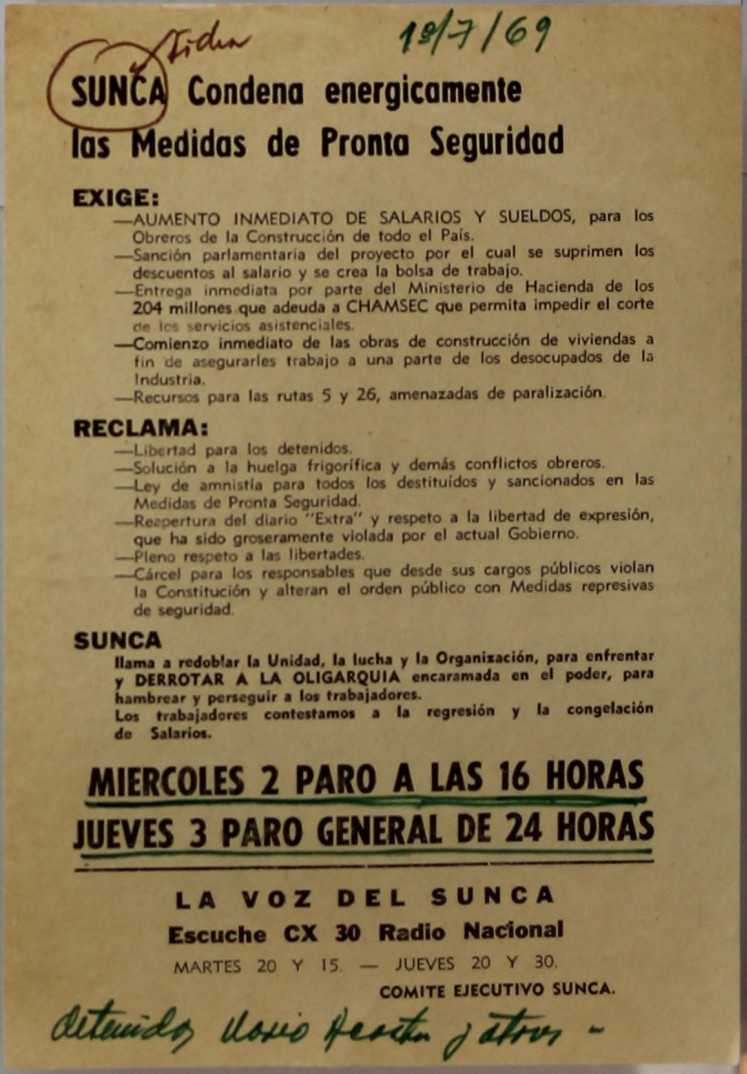 1º/7/69
SUNCA Condena energicamente
las Medidas de Pronta Seguridad
EXIGE:
—AUMENTO INMEDIATO DE SALARIOS Y SUELDOS, para los
Obreros de la Construcción de todo el País.
—Sanción parlamentaria del proyecto por el cual se suprimen los
descuentos al salario y se crea la bolsa de trabajo.
—Entrega inmediata por parte del Ministerio de Hacienda de los
204 millones que adeuda a CHAMSEC que permita impedir el corte
de los servicios asistenciales.
—Comienzo inmediato de las obras de construcción de viviendas a
fin de asegurarles trabajo a una parte de los desocupados de la
Industria.
—Recursos para las rutas 5 y 26, amenazadas de paralización.
RECLAMA:
—Libertad para los detenidos.
—Solución a la huelga frigorífica y demás conflictos obreros.
—Ley de amnistía para todos los destituídos y sancionados en las
Medidas de Pronta Seguridad.
—Reapertura del diario "Extra" y respeto a la libertad de expresión,
que ha sido groseramente violada por el actual Gobierno.
—Pleno respeto a las libertades.
—Cárcel para los responsables que desde sus cargos públicos violan
la Constitución y alteran el orden público con Medidas represivas
de seguridad.
SUNCA
llama a redoblar la Unidad, la lucha y la Organización, para enfrentar
y DERROTAR A LA OLIGARQUIA encaramada en el poder, para
hambrear y perseguir a los trabajadores.
Los trabajadores contestamos a la regresión y la congelación
de Salarios.
MIERCOLES 2 PARO A LAS 16 HORAS
JUEVES 3 PARO GENERAL DE 24 HORAS
LA VOZ DEL SUNCA
Escuche CX 30 Radio Nacional
MARTES 20 Y 15. — JUEVES 20 Y 30.
COMITE EJECUTIVO SUNCA.
detenidos Mario Acosta y otros -